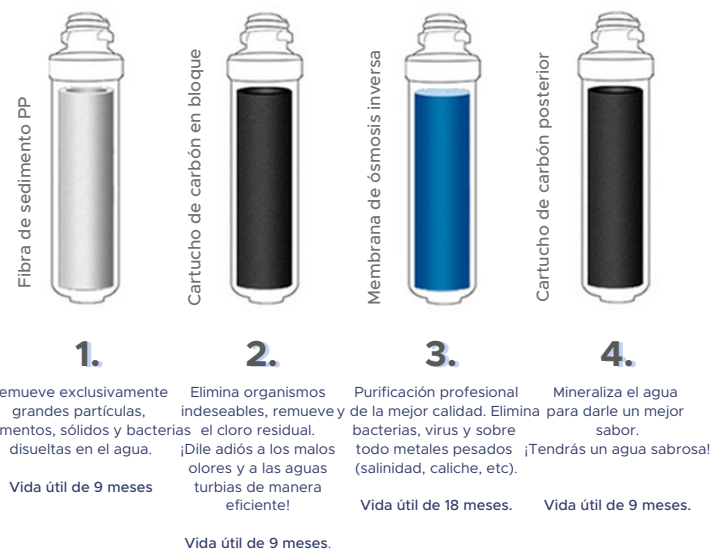 Fibra de sedimento PP
1.
emueve exclusivamente
grandes partículas,
mentos, sólidos y bacterias
disueltas en el agua.
Vida útil de 9 meses
Cartucho de carbón en bloque
2.
Elimina organismos
indeseables, remueve
el cloro residual.
¡Dile adiós a los malos
olores y a las aguas
turbias de manera
eficiente!
Vida útil de 9 meses.
Membrana de ósmosis inversa
3.
Purificación profesional
y de la mejor calidad. Elimina
bacterias, virus y sobre
todo metales pesados
(salinidad, caliche, etc).
Vida útil de 18 meses.
Cartucho de carbón posterior
4.
Mineraliza el agua
para darle un mejor
sabor.
¡Tendrás un agua sabrosa!
Vida útil de 9 meses.